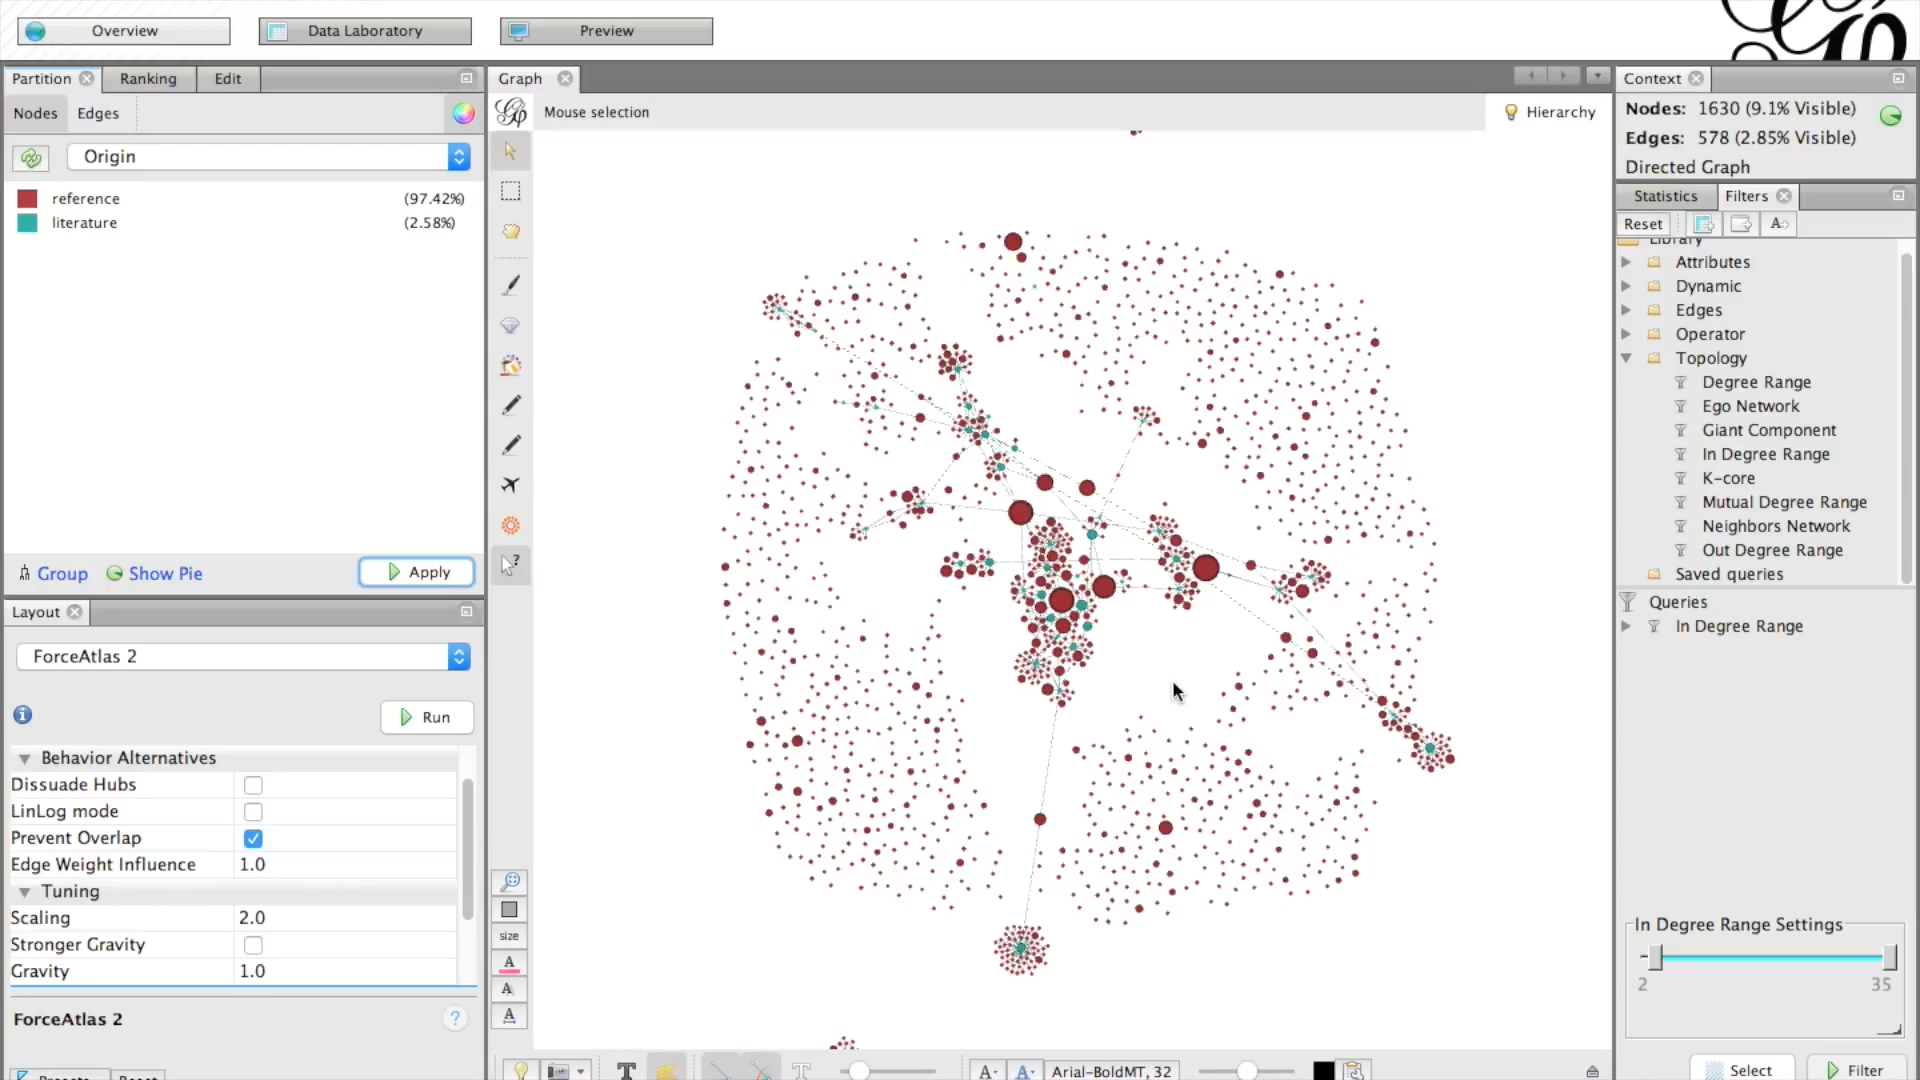 Overview
Data Laboratory
Preview
Partition
Ranking
Edit
Nodes
Edges
Origin
reference (97.42%)
literature (2.58%)
Group
Show Pie
Apply
Layout
ForceAtlas 2
Run
Behavior Alternatives
Dissuade Hubs
LinLog mode
Prevent Overlap
Edge Weight Influence 1.0
Tuning
Scaling 2.0
Stronger Gravity
Gravity 1.0
ForceAtlas 2
?
Presets...
Reset
Graph
Mouse selection
Hierarchy
size
A
A
A
T
T
A-
A-
Arial-BoldMT, 32
Context
Nodes: 1630 (9.1% Visible)
Edges: 578 (2.85% Visible)
Directed Graph
Statistics
Filters
Reset
Library
Attributes
Dynamic
Edges
Operator
Topology
Degree Range
Ego Network
Giant Component
In Degree Range
K-core
Mutual Degree Range
Neighbors Network
Out Degree Range
Saved queries
Queries
In Degree Range
In Degree Range Settings
2 35
Select
Filter